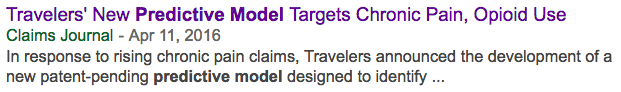 Travelers' New Predictive Model Targets Chronic Pain, Opioid Use
Claims Journal - Apr 11, 2016
In response to rising chronic pain claims, Travelers announced the development of a
new patent-pending predictive model designed to identify ...